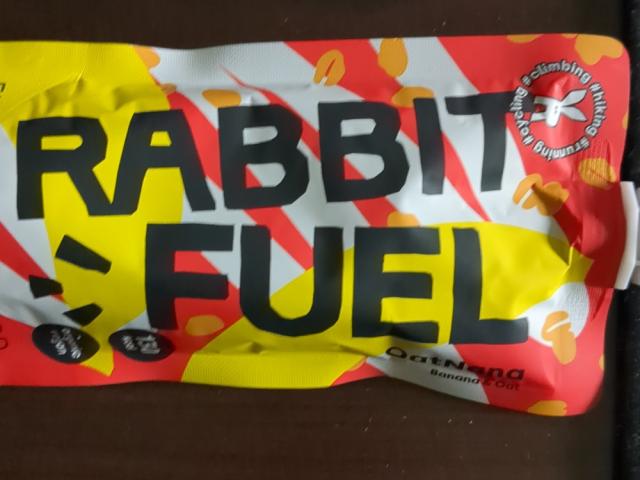 RABBIT
FUEL
OatNana
Banana & Oat
#cycling #climbing #hiking #running